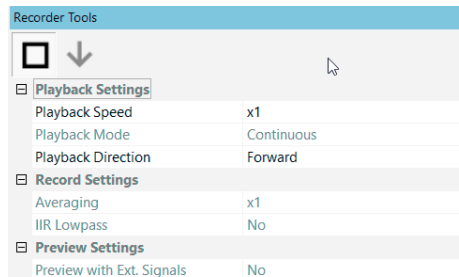 Recorder Tools
Playback Settings
Playback Speed x1
Playback Mode Continuous
Playback Direction Forward
Record Settings
Averaging x1
IIR Lowpass No
Preview Settings
Preview with Ext. Signals No